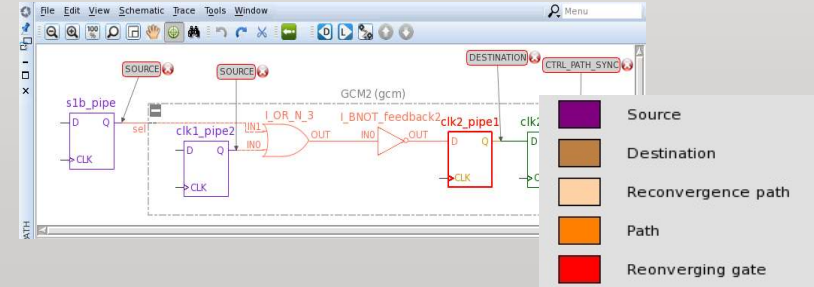 File Edit View Schematic Trace Tools Window
Menu
SOURCE
SOURCE
DESTINATION
CTRL_PATH_SYNC
GCM2 (gcm)
s1b_pipe
D Q
CLK
sel
clk1_pipe2
D Q
CLK
I_OR_N_3
IN1
IN0
OUT
I_BNOT_feedback2
IN0
OUT
clk2_pipe1
D Q
CLK
clk2
D
C
Source
Destination
Reconvergence path
Path
Reonverging gate